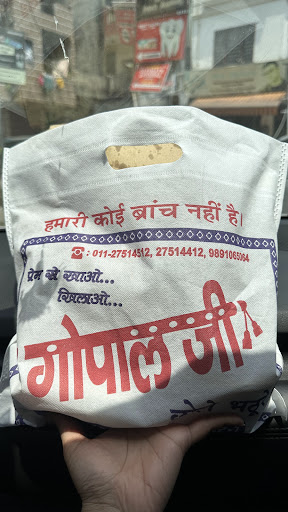 हमारी कोई ब्रांच नहीं है।
☎ : 011-27514512, 27514412, 9891065064
प्रेम से खाओ...
खिलाओ...
गोपाल जी